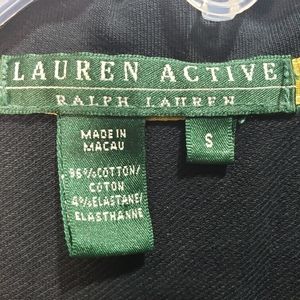 LAUREN ACTIVE
RALPH LAUREN
MADE IN
MACAU
S
96%COTTON/
COTON
4%ELASTANE/
ELASTHANNE